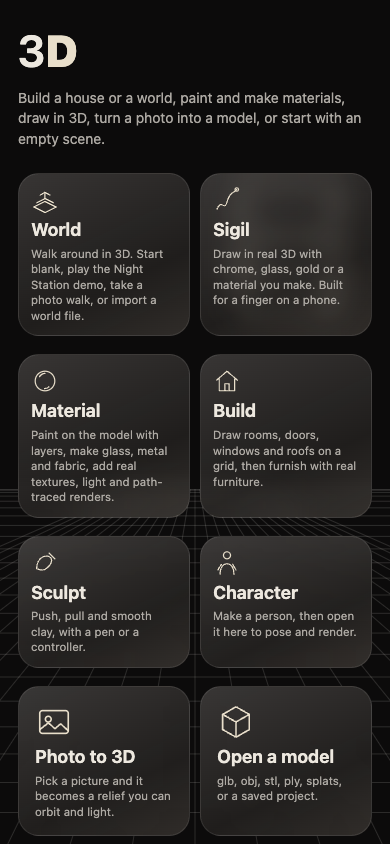 3D
Build a house or a world, paint and make materials,
draw in 3D, turn a photo into a model, or start with an
empty scene.
World
Walk around in 3D. Start
blank, play the Night
Station demo, take a
photo walk, or import a
world file.
Sigil
Draw in real 3D with
chrome, glass, gold or a
material you make. Built
for a finger on a phone.
Material
Paint on the model with
layers, make glass, metal
and fabric, add real
textures, light and path-
traced renders.
Build
Draw rooms, doors,
windows and roofs on a
grid, then furnish with real
furniture.
Sculpt
Push, pull and smooth
clay, with a pen or a
controller.
Character
Make a person, then open
it here to pose and render.
Photo to 3D
Pick a picture and it
becomes a relief you can
orbit and light.
Open a model
glb, obj, stl, ply, splats,
or a saved project.